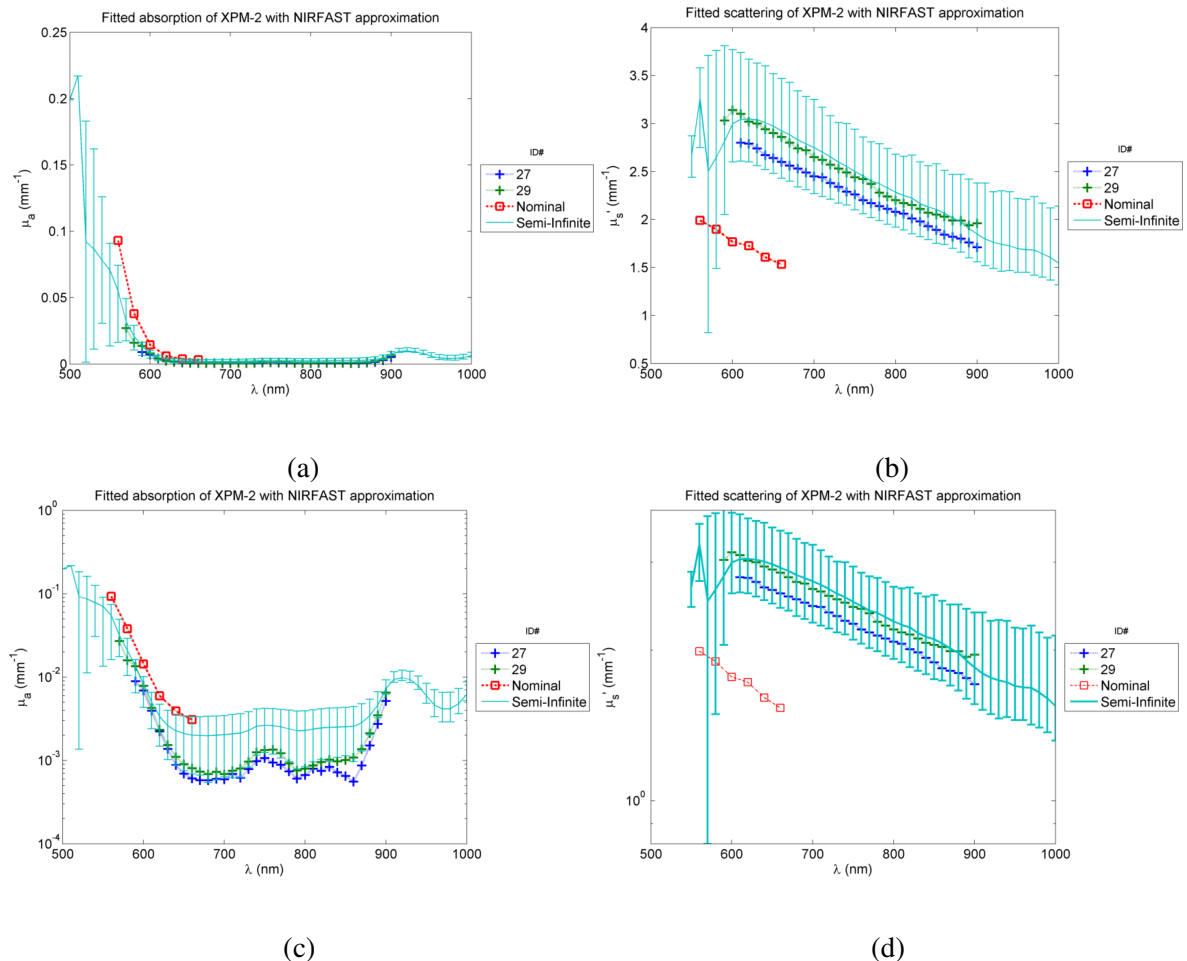 Fitted absorption of XPM-2 with NIRFAST approximation
0.25
0.2
0.15
0.1
0.05
0
μa (mm-1)
500 600 700 800 900 1000
λ (nm)
ID#
27
29
Nominal
Semi-Infinite
(a)
Fitted scattering of XPM-2 with NIRFAST approximation
4
3.5
3
2.5
2
1.5
1
0.5
μs' (mm-1)
500 600 700 800 900 1000
λ (nm)
ID#
27
29
Nominal
Semi-Infinite
(b)
Fitted absorption of XPM-2 with NIRFAST approximation
10^0
10^-1
10^-2
10^-3
10^-4
μa (mm-1)
500 600 700 800 900 1000
λ (nm)
ID#
27
29
Nominal
Semi-Infinite
(c)
Fitted scattering of XPM-2 with NIRFAST approximation
10^0
μs' (mm-1)
500 600 700 800 900 1000
λ (nm)
ID#
27
29
Nominal
Semi-Infinite
(d)